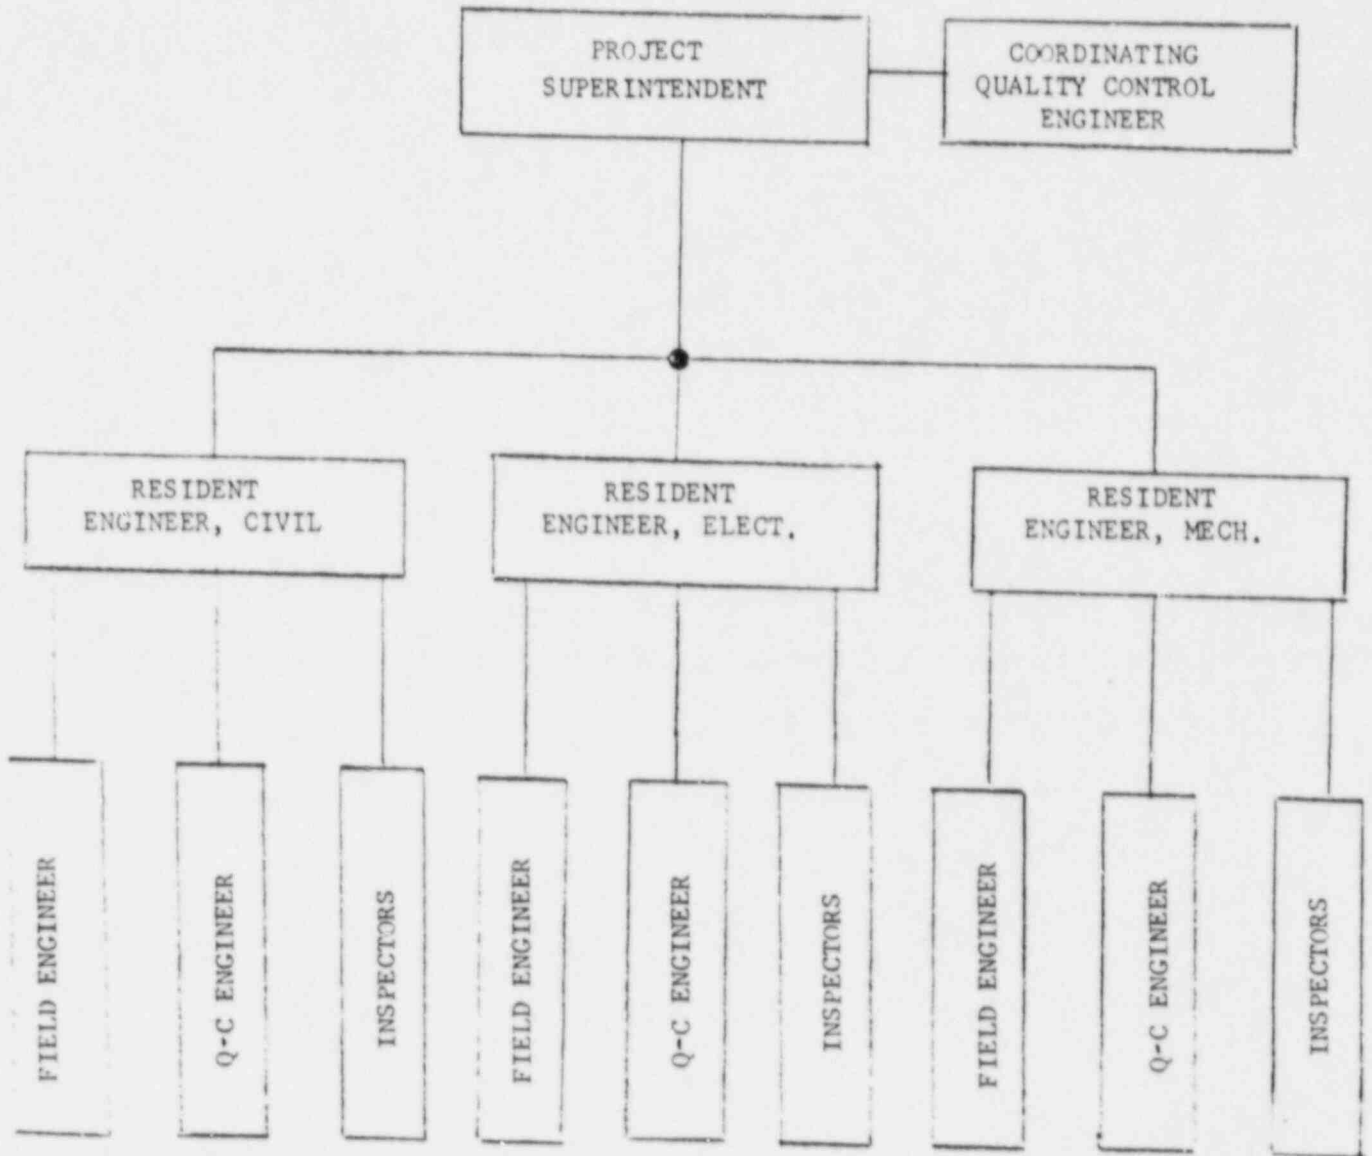 PROJECT
SUPERINTENDENT
COORDINATING
QUALITY CONTROL
ENGINEER
RESIDENT
ENGINEER, CIVIL
RESIDENT
ENGINEER, ELECT.
RESIDENT
ENGINEER, MECH.
FIELD ENGINEER
Q-C ENGINEER
INSPECTORS
FIELD ENGINEER
Q-C ENGINEER
INSPECTORS
FIELD ENGINEER
Q-C ENGINEER
INSPECTORS